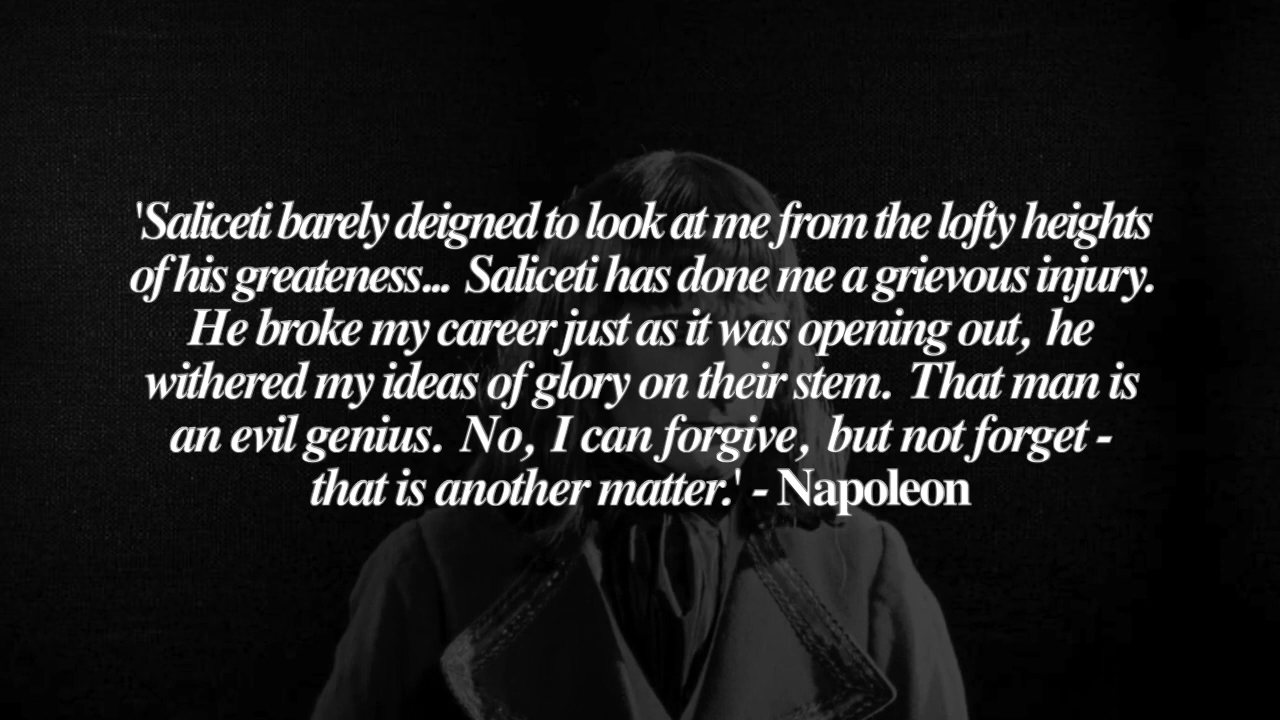 'Saliceti barely deigned to look at me from the lofty heights
of his greateness... Saliceti has done me a grievous injury.
He broke my career just as it was opening out, he
withered my ideas of glory on their stem. That man is
an evil genius. No, I can forgive, but not forget -
that is another matter.' - Napoleon